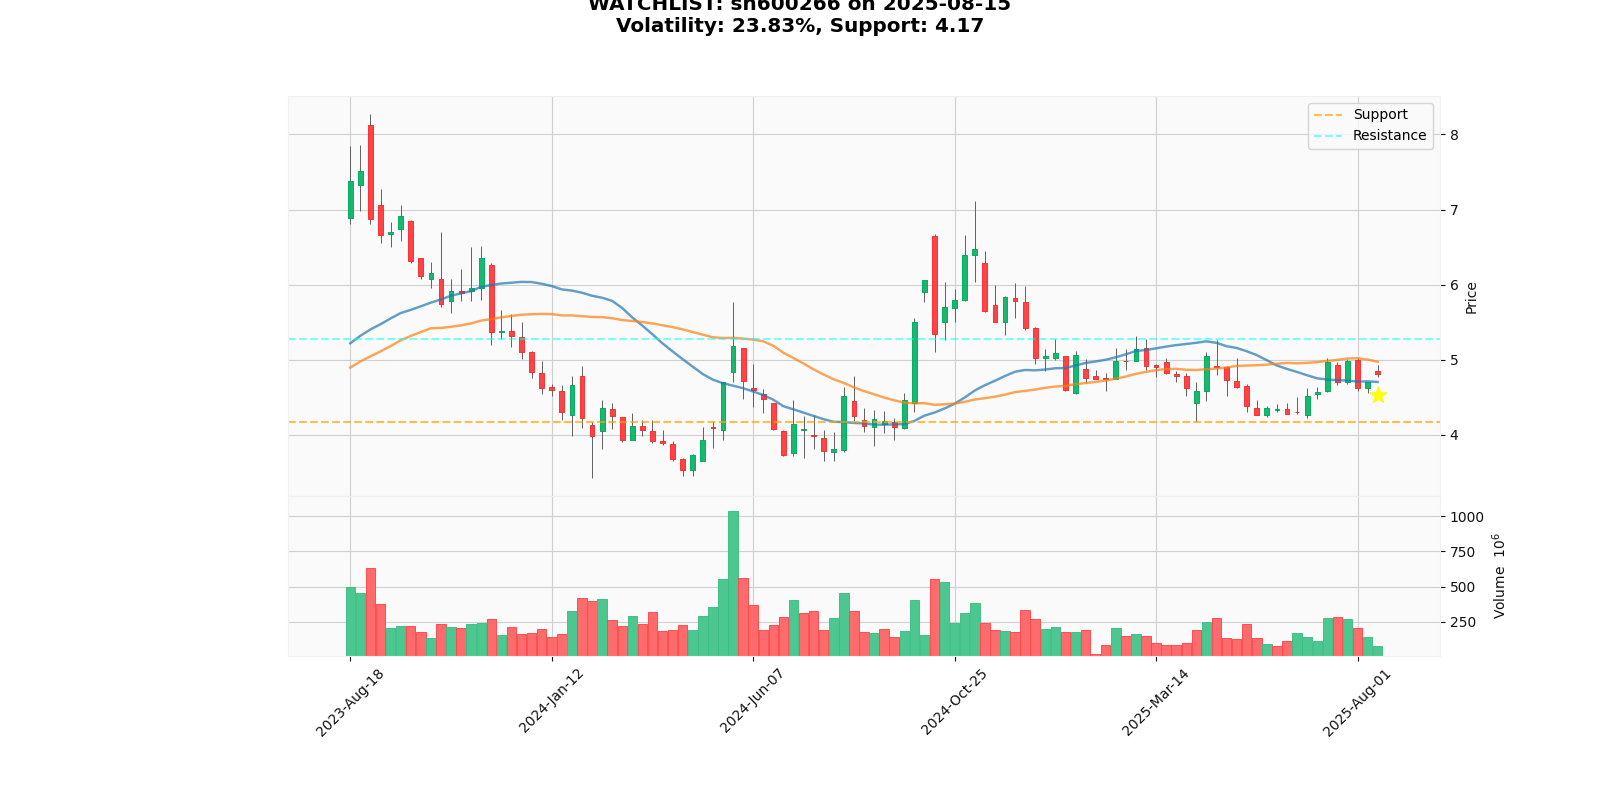 WATCHLIST: sh600266 on 2025-08-15
Volatility: 23.83%, Support: 4.17
Support
Resistance
8
7
6
5
4
Price
1000
750
500
250
Volume 10^6
2023-Aug-18
2024-Jan-12
2024-Jun-07
2024-Oct-25
2025-Mar-14
2025-Aug-01